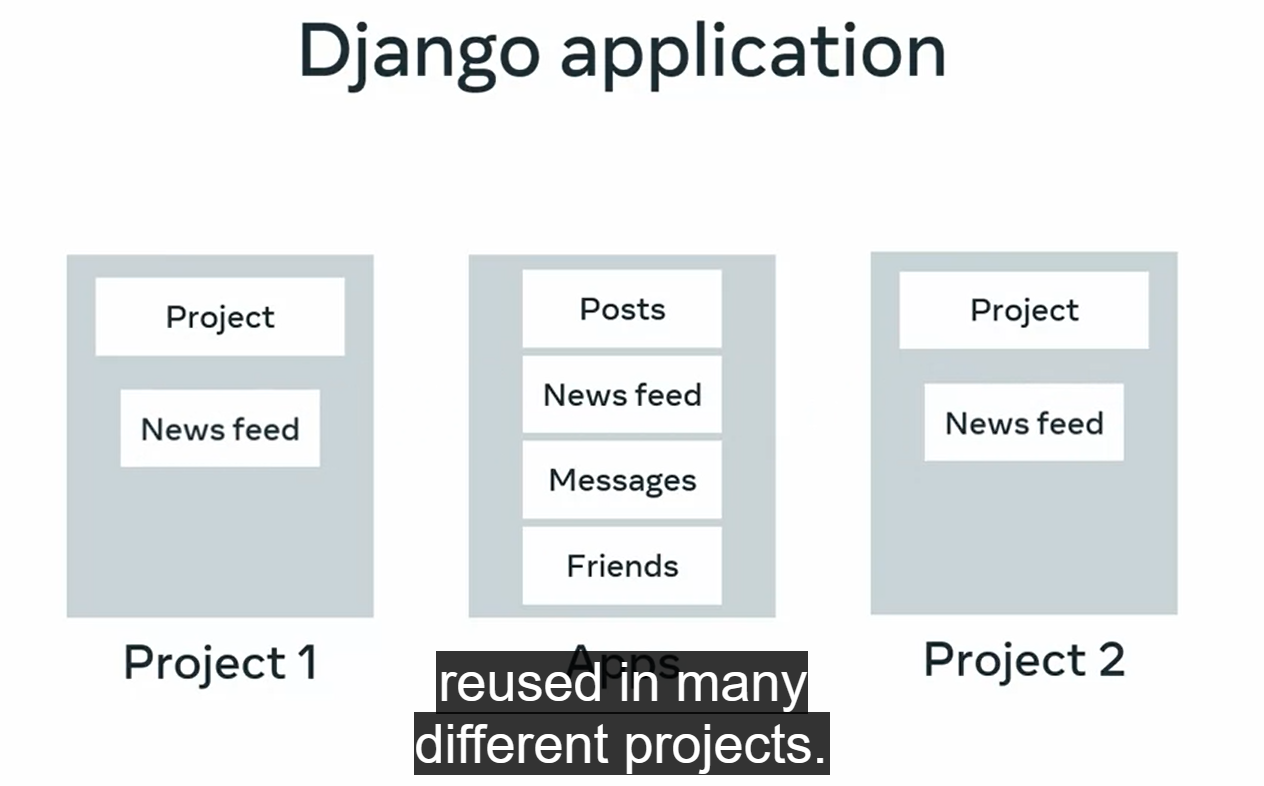 Django application
Project
News feed
Project 1
Posts
News feed
Messages
Friends
Apps
Project
News feed
Project 2
reused in many
different projects.